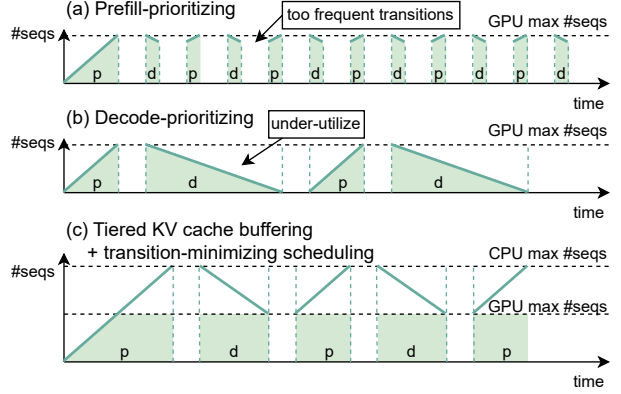 (a) Prefill-prioritizing
too frequent transitions
GPU max #seqs
#seqs
p d p d p d p d p d p d
time
(b) Decode-prioritizing
under-utilize
GPU max #seqs
#seqs
p d p d
time
(c) Tiered KV cache buffering
+ transition-minimizing scheduling
CPU max #seqs
#seqs
GPU max #seqs
p d p d p
time